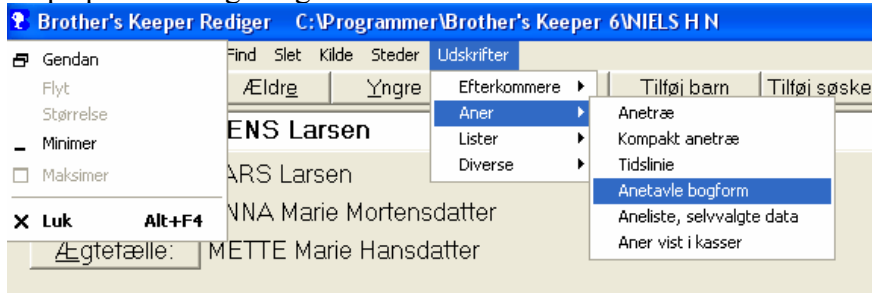 Brother's Keeper Rediger C:\Programmer\Brother's Keeper 6\NIELS H N
Gendan
Flyt
Størrelse
Minimer
Maksimer
Luk Alt+F4
Find Slet Kilde Steder Udskrifter
Ældre Yngre Tilføj barn Tilføj søske
Efterkommere
Aner
Lister
Diverse
Anetræ
Kompakt anetræ
Tidslinie
Anetavle bogform
Aneliste, selvvalgte data
Aner vist i kasser
ENS Larsen
ARS Larsen
NNA Marie Mortensdatter
Ægtefælle: METTE Marie Hansdatter